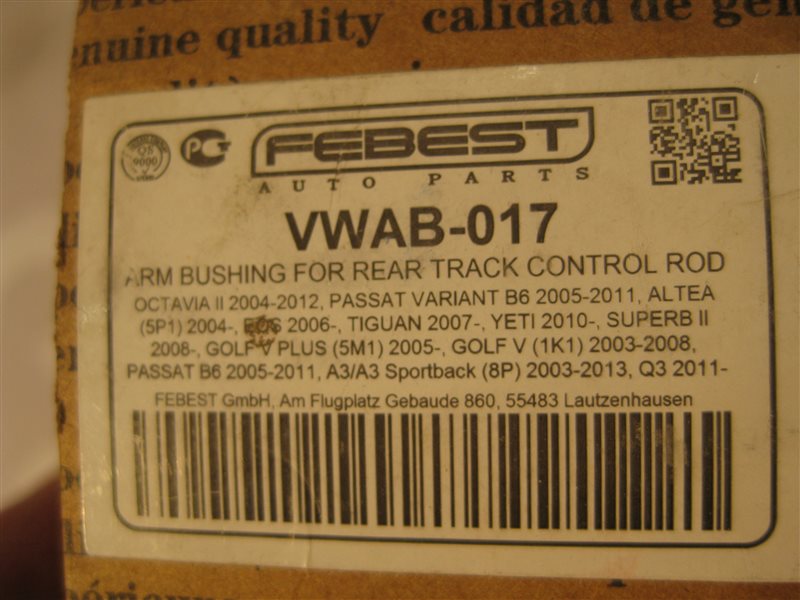 enuine quality calidad de gen
QS 9000
FEBEST
AUTO PARTS
VWAB-017
ARM BUSHING FOR REAR TRACK CONTROL ROD
OCTAVIA II 2004-2012, PASSAT VARIANT B6 2005-2011, ALTEA
(5P1) 2004-, EOS 2006-, TIGUAN 2007-, YETI 2010-, SUPERB II
2008-, GOLF V PLUS (5M1) 2005-, GOLF V (1K1) 2003-2008,
PASSAT B6 2005-2011, A3/A3 Sportback (8P) 2003-2013, Q3 2011-
FEBEST GmbH, Am Flugplatz Gebaude 860, 55483 Lautzenhausen